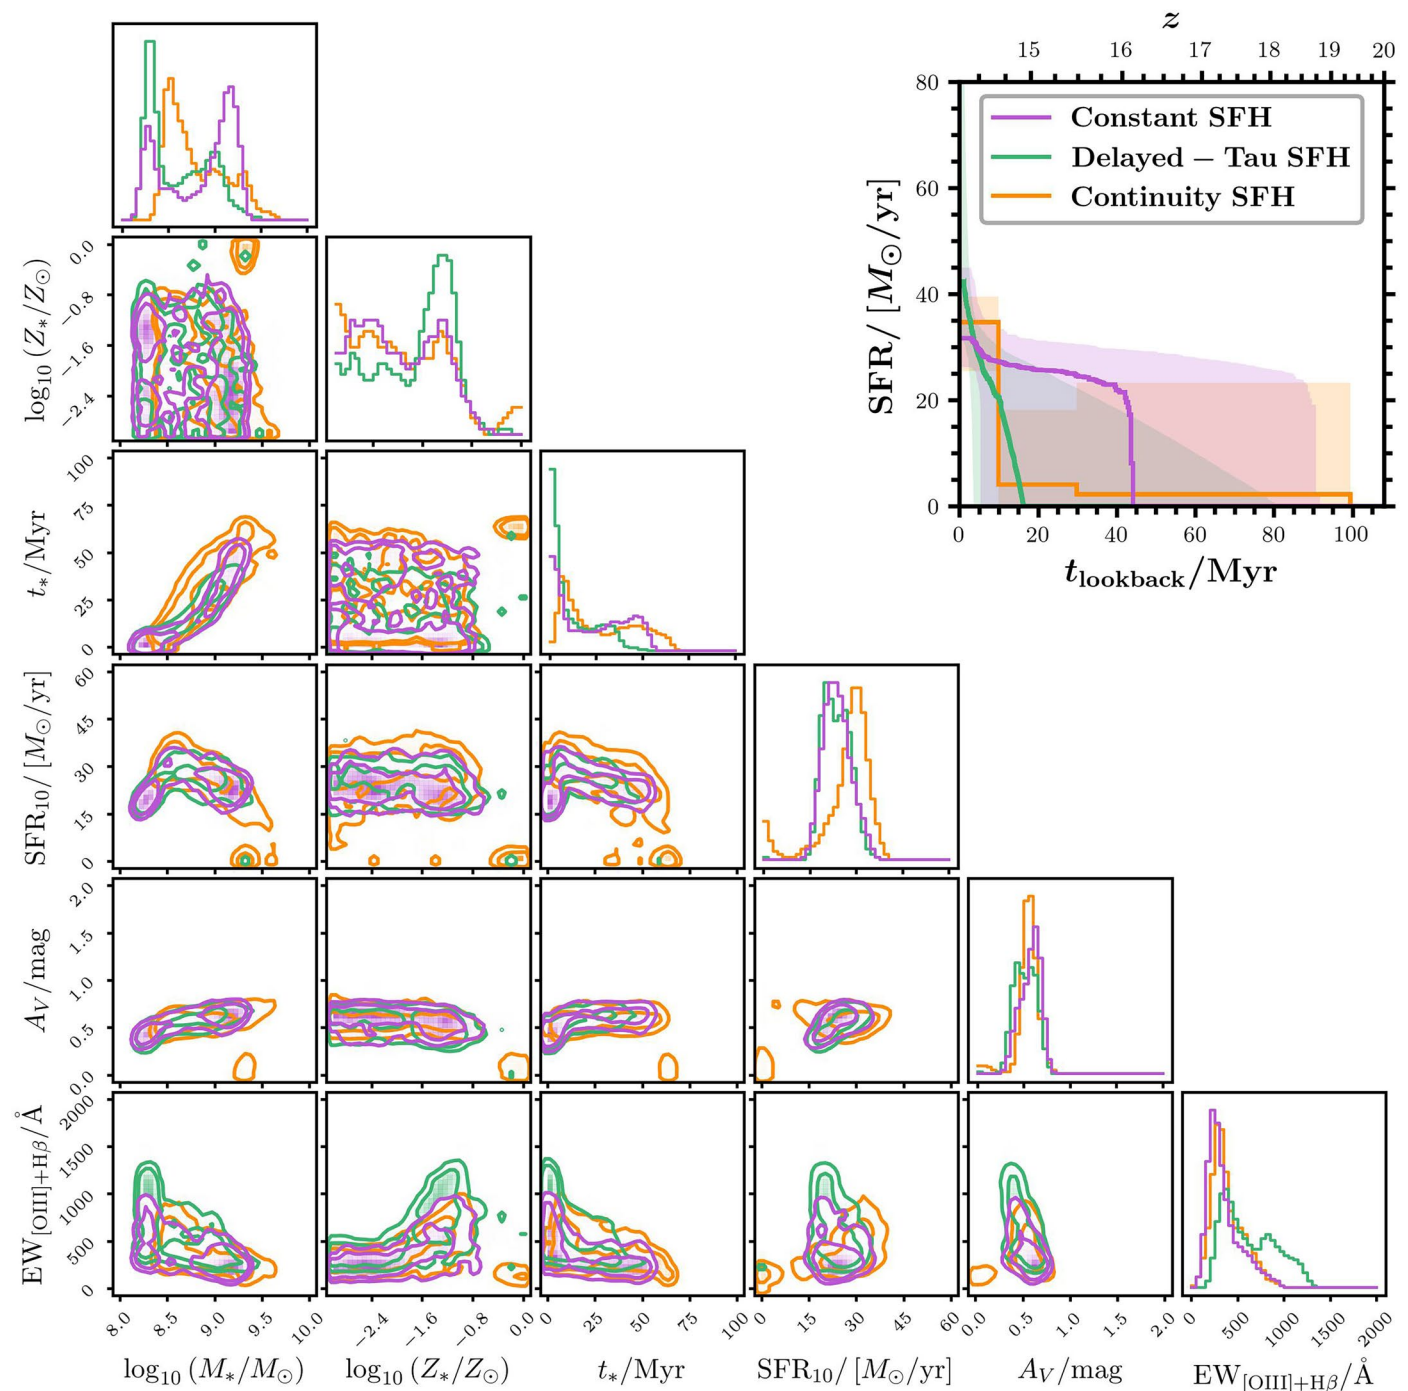 z
15 16 17 18 19 20
80
60
40
20
0
SFR/ [M⊙/yr]
Constant SFH
Delayed − Tau SFH
Continuity SFH
0 20 40 60 80 100
t_lookback/Myr
log₁₀ (Z*/Z⊙)
0.0
−0.8
−1.6
−2.4
t*/Myr
100
75
50
25
0
SFR₁₀/ [M⊙/yr]
60
45
30
15
0
A_V/mag
2.0
1.5
1.0
0.5
0.0
EW_[OIII]+Hβ/Å
2000
1500
1000
500
0
8.0 8.5 9.0 9.5 10.0
−2.4 −1.6 −0.8 0.0
0 25 50 75 100
0 15 30 45 60
0.0 0.5 1.0 1.5 2.0
0 500 1000 1500 2000
log₁₀ (M*/M⊙)
log₁₀ (Z*/Z⊙)
t*/Myr
SFR₁₀/ [M⊙/yr]
A_V/mag
EW_[OIII]+Hβ/Å